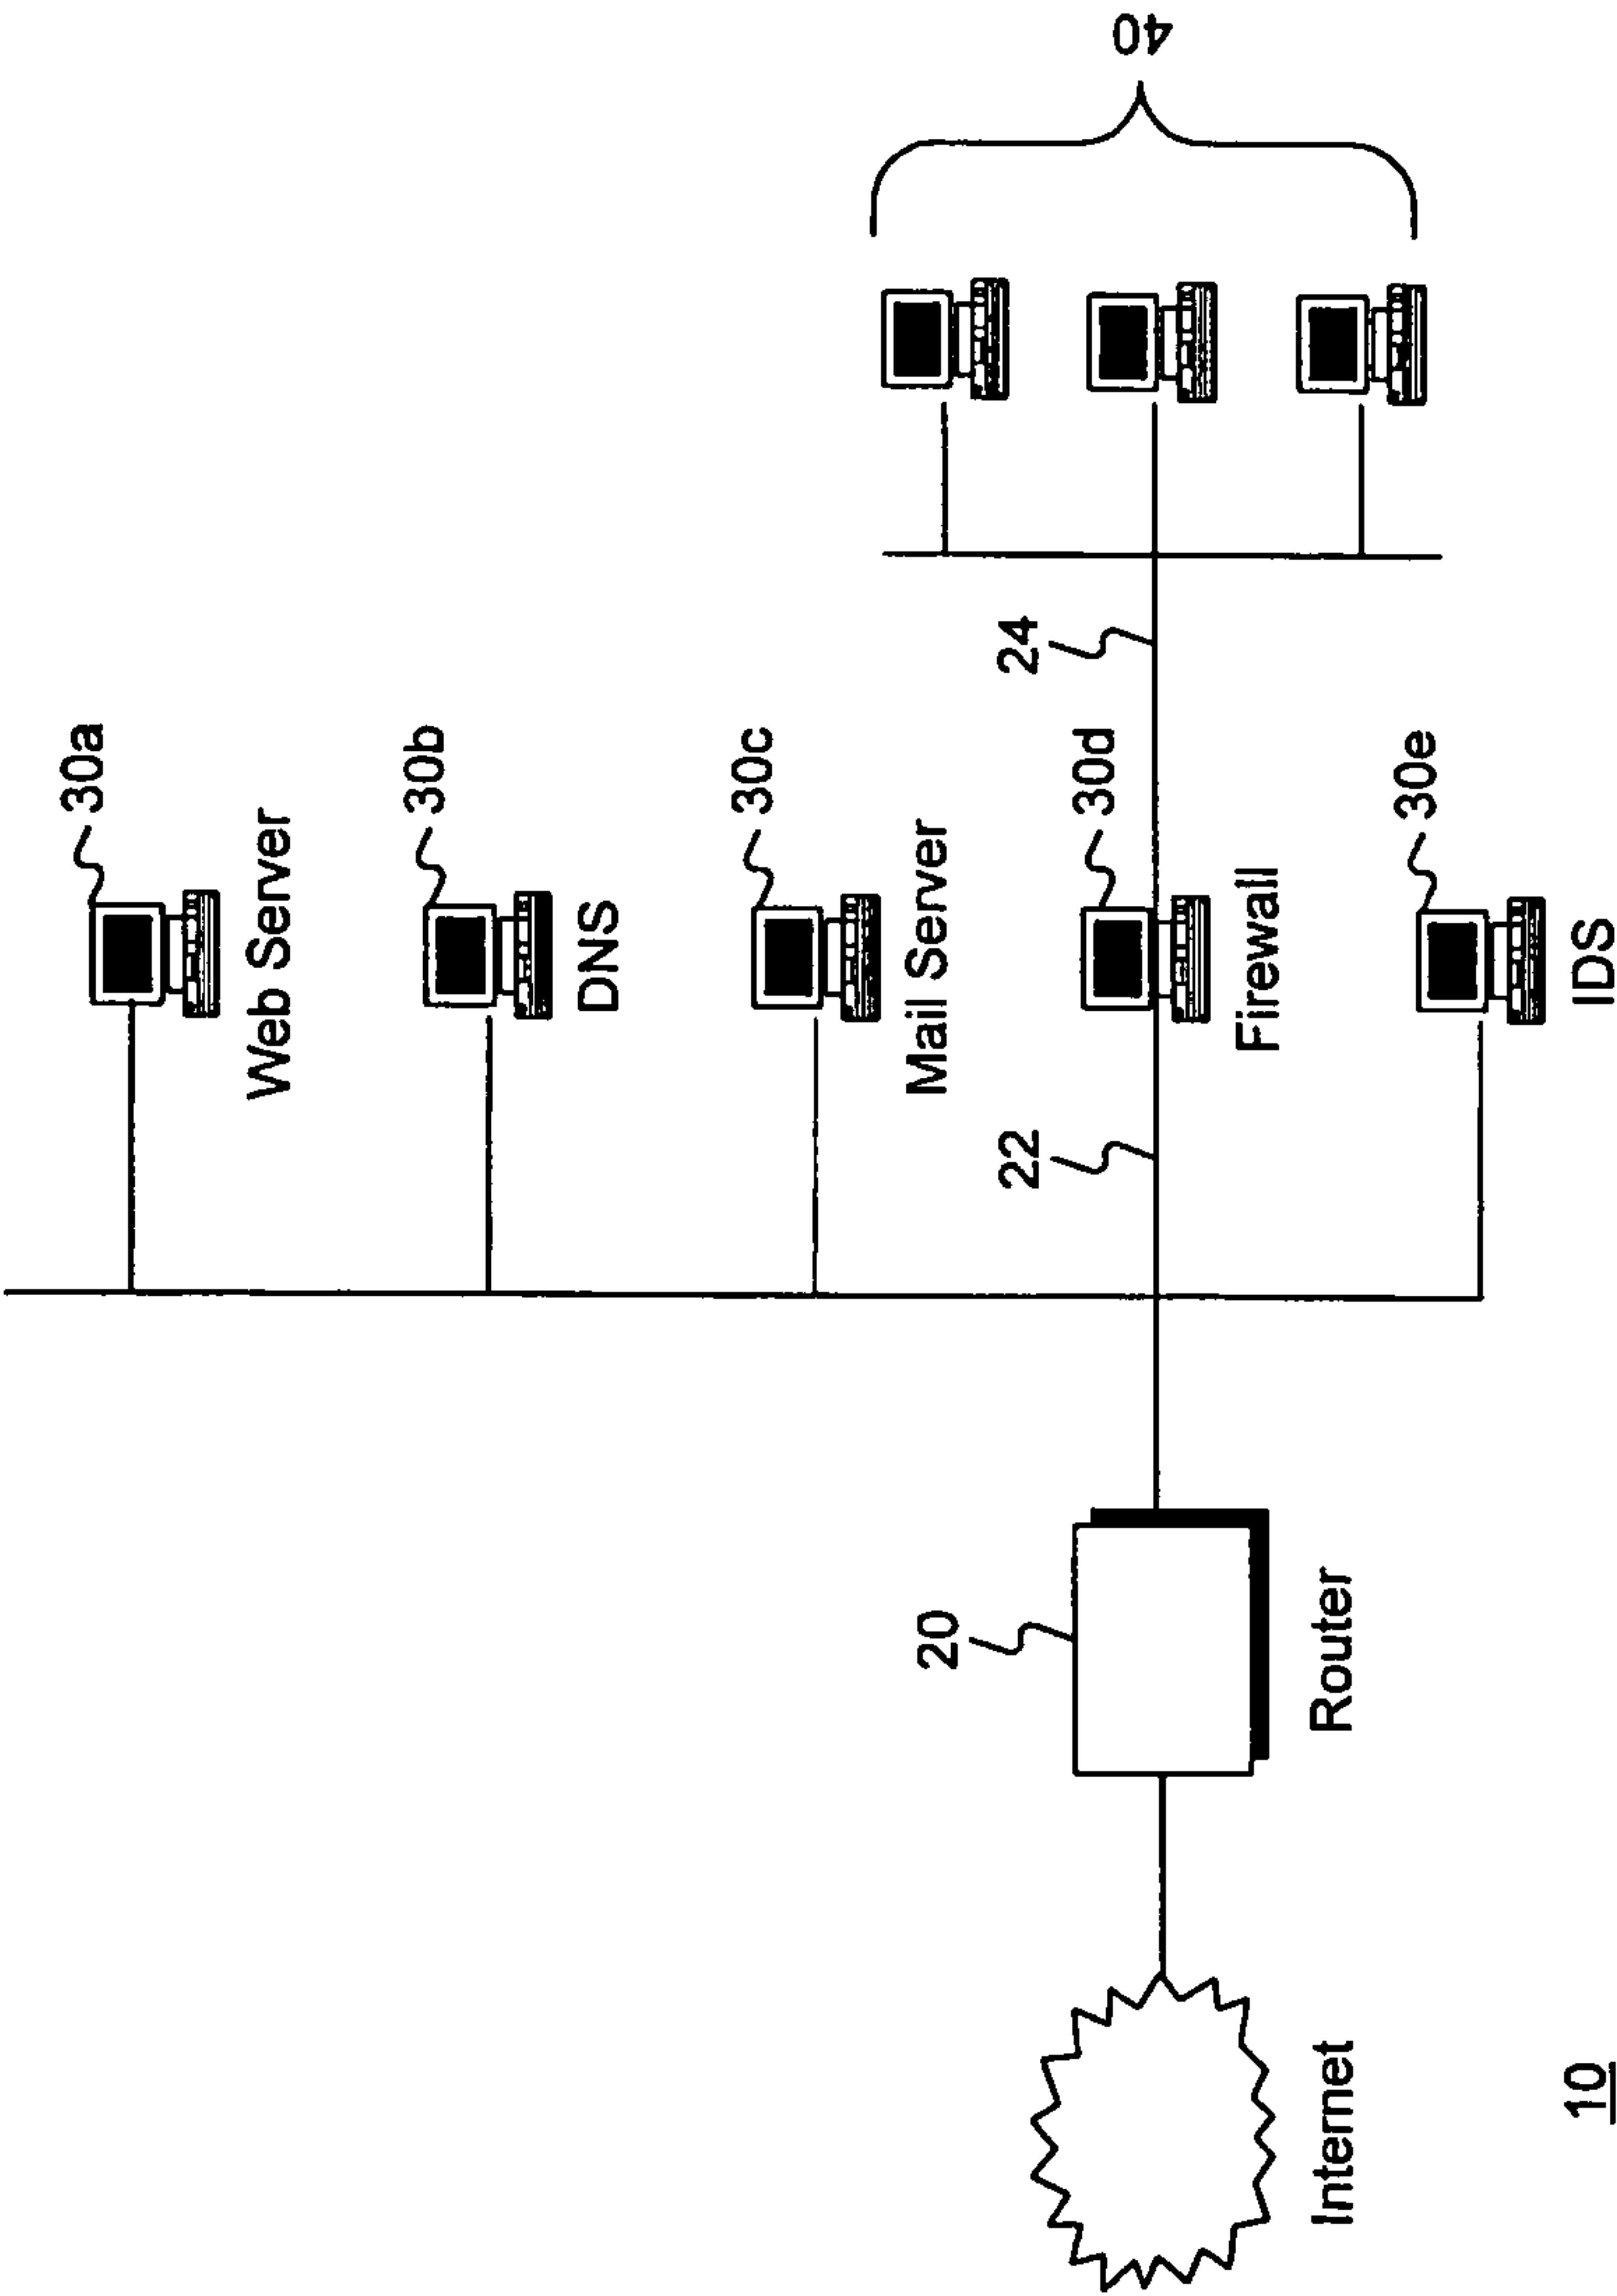 30a
Web Server
30b
DNS
30c
Mail Server
22
24
30d
Firewall
30e
IDS
20
Router
Internet
40
10